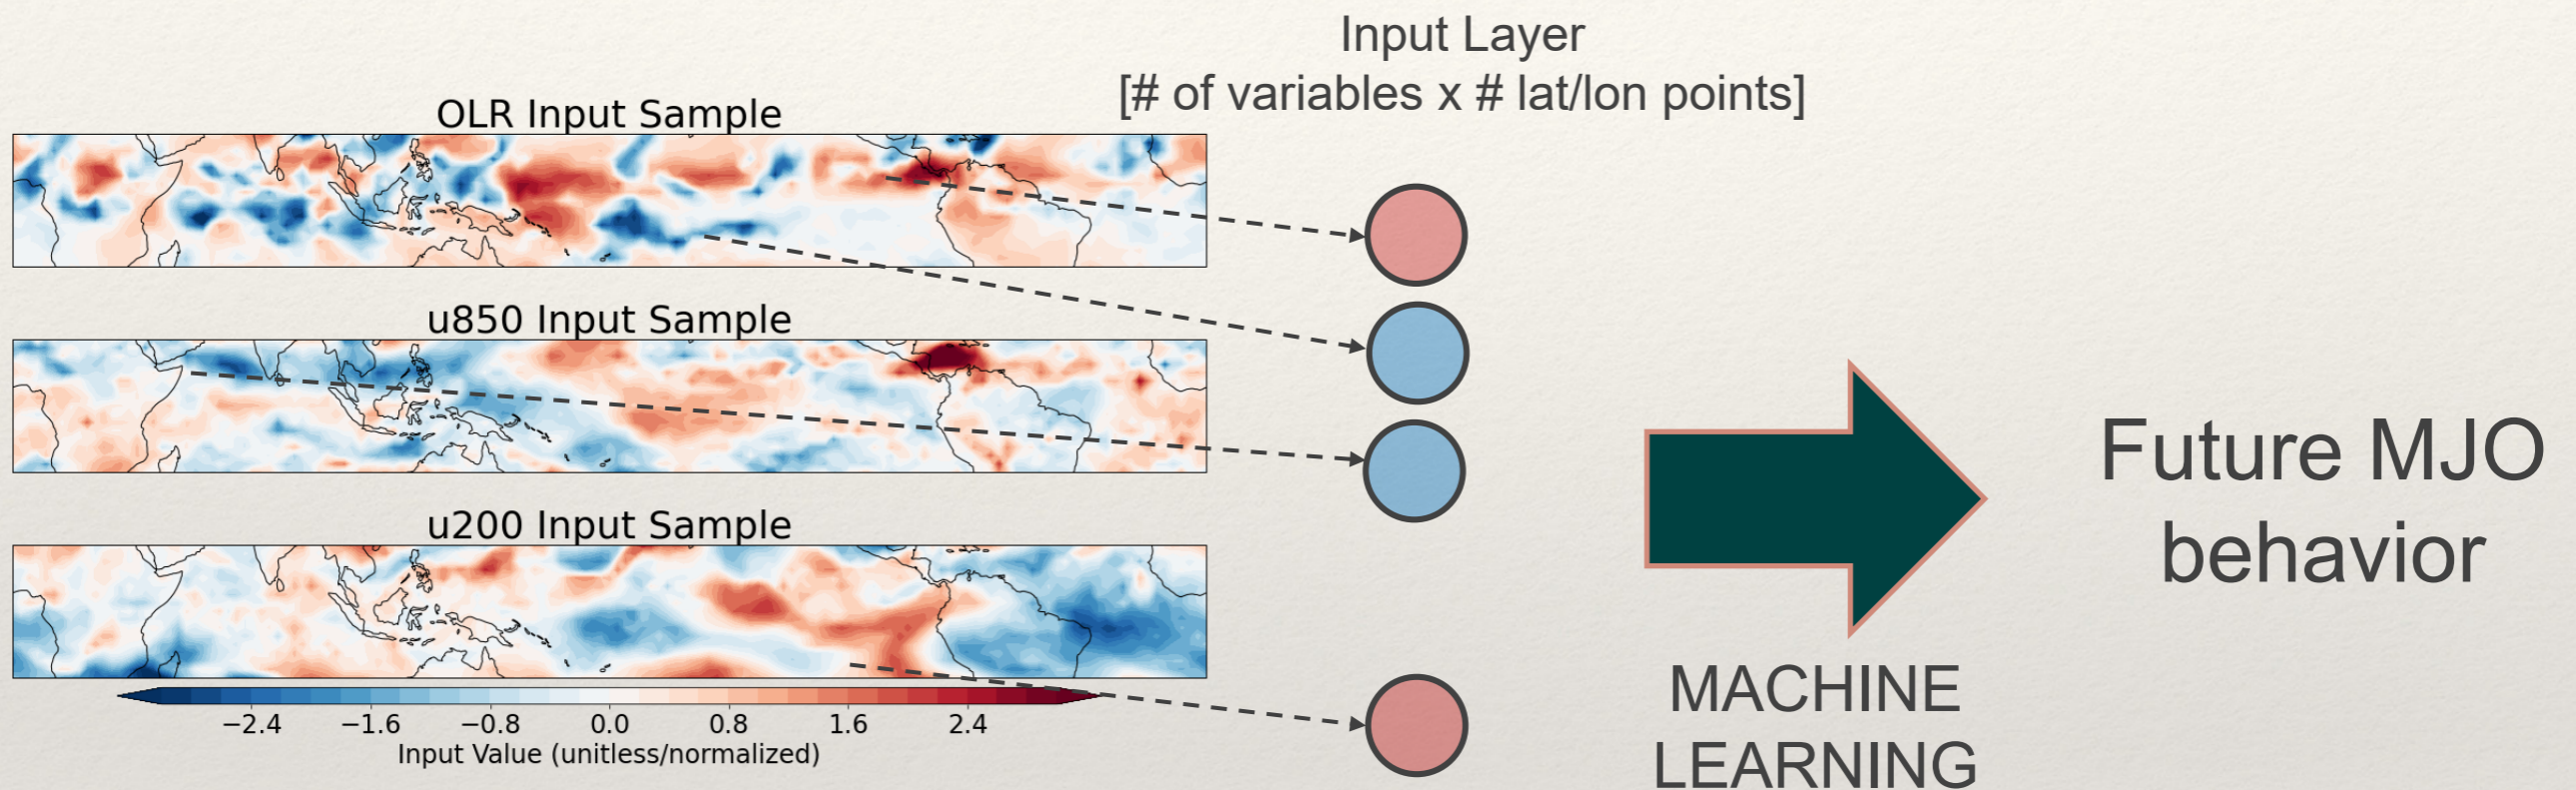 Input Layer
[# of variables x # lat/lon points]
OLR Input Sample
u850 Input Sample
u200 Input Sample
−2.4 −1.6 −0.8 0.0 0.8 1.6 2.4
Input Value (unitless/normalized)
MACHINE
LEARNING
Future MJO
behavior